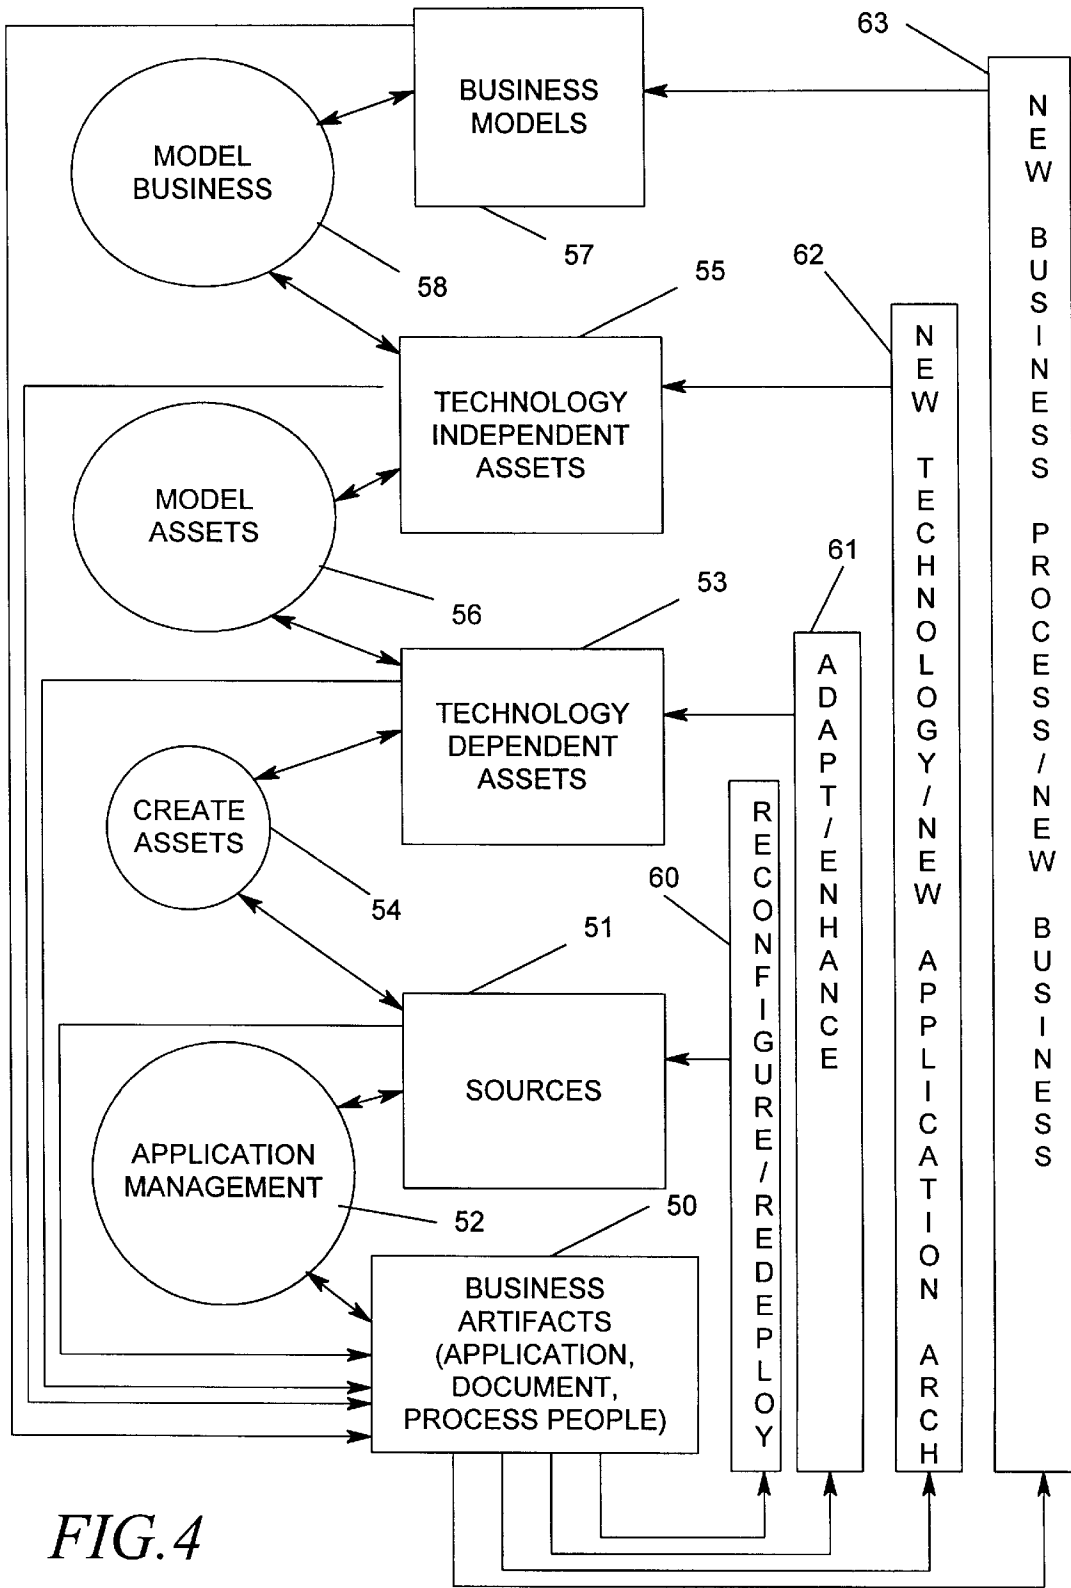 63
BUSINESS
MODELS
MODEL
BUSINESS
57
58
62
55
TECHNOLOGY
INDEPENDENT
ASSETS
MODEL
ASSETS
56
53
61
TECHNOLOGY
DEPENDENT
ASSETS
CREATE
ASSETS
54
60
51
SOURCES
APPLICATION
MANAGEMENT
52
50
BUSINESS
ARTIFACTS
(APPLICATION,
DOCUMENT,
PROCESS PEOPLE)
RECONFIGURE/REDEPLOY
ADAPT/ENHANCE
NEW TECHNOLOGY/NEW APPLICATION ARCH
NEW BUSINESS PROCESS/NEW BUSINESS
FIG.4